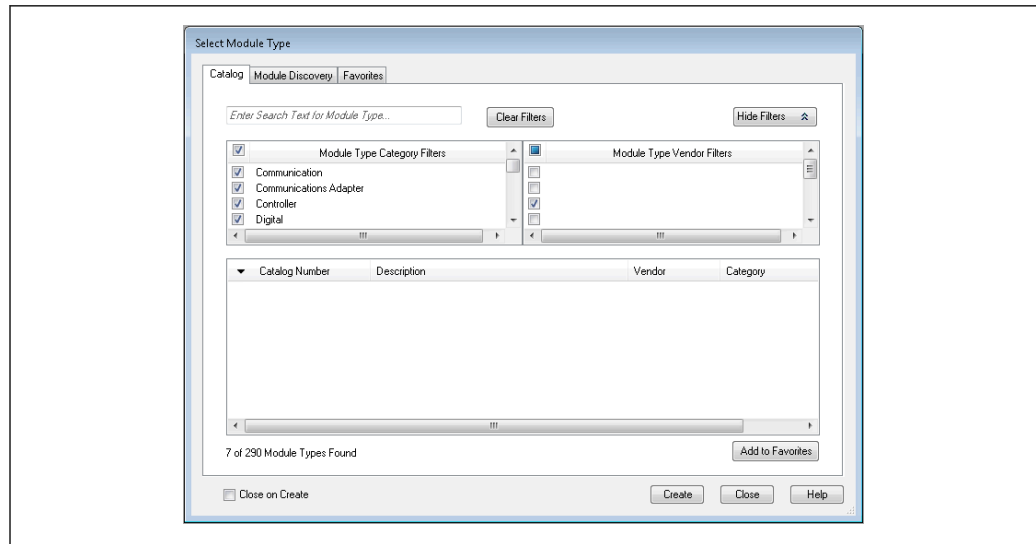 Select Module Type
Catalog Module Discovery Favorites
Enter Search Text for Module Type... Clear Filters Hide Filters
Module Type Category Filters Module Type Vendor Filters
Communication
Communications Adapter
Controller
Digital
Catalog Number Description Vendor Category
7 of 290 Module Types Found Add to Favorites
Close on Create Create Close Help